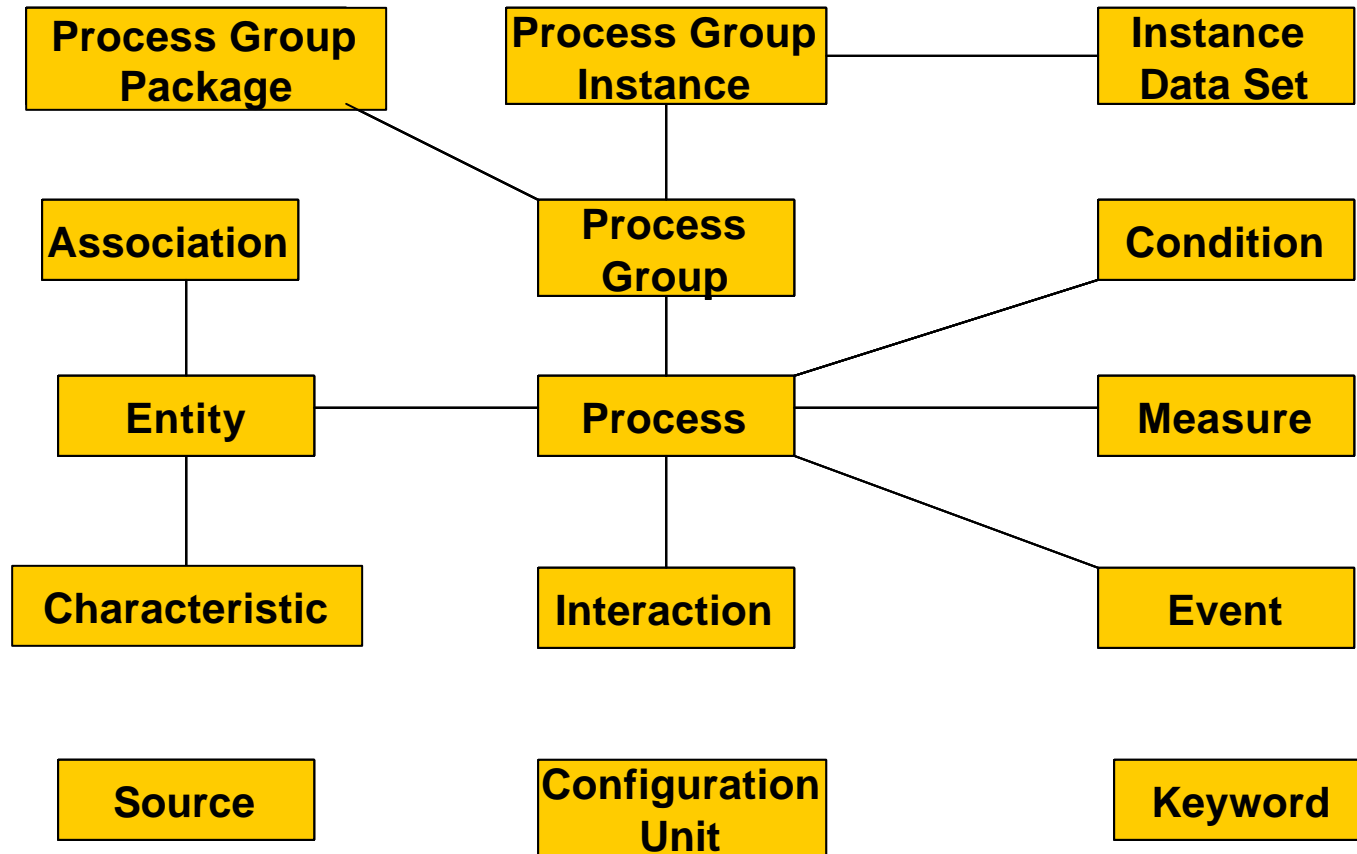 Process Group
Package
Process Group
Instance
Instance
Data Set
Association
Process
Group
Condition
Entity
Process
Measure
Characteristic
Interaction
Event
Source
Configuration
Unit
Keyword